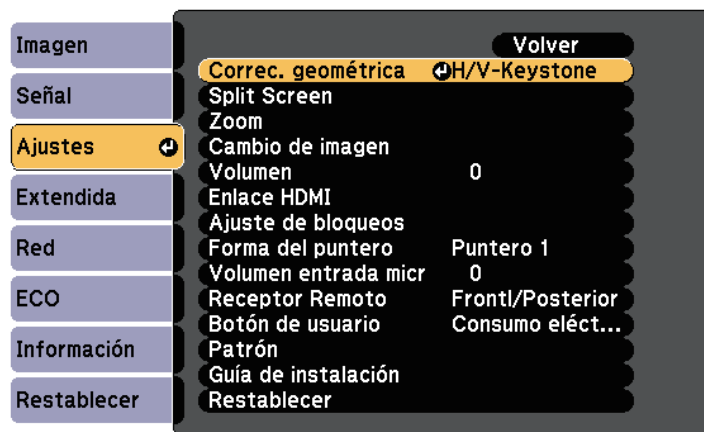 Imagen
Señal
Ajustes
Extendida
Red
ECO
Información
Restablecer
Volver
Correc. geométrica H/V-Keystone
Split Screen
Zoom
Cambio de imagen
Volumen 0
Enlace HDMI
Ajuste de bloqueos
Forma del puntero Puntero 1
Volumen entrada micr 0
Receptor Remoto Frontl/Posterior
Botón de usuario Consumo eléct...
Patrón
Guía de instalación
Restablecer